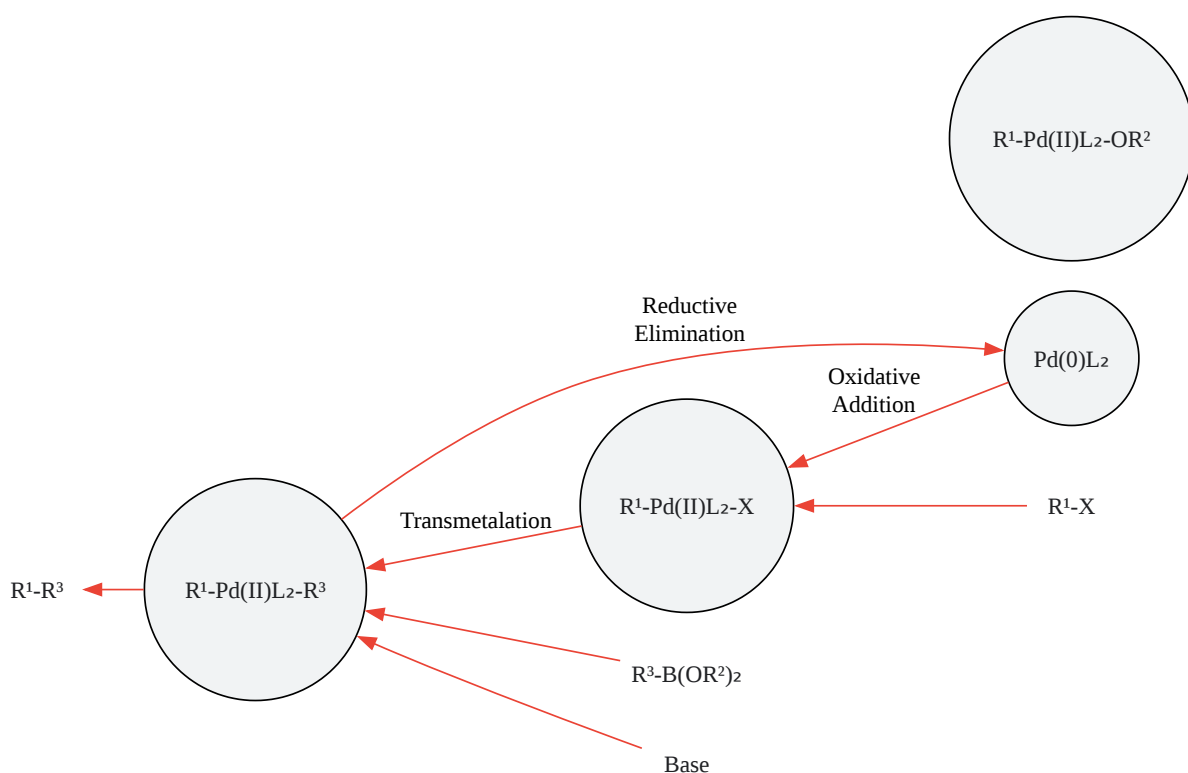 R¹-Pd(II)L₂-OR²
Reductive
Elimination
Pd(0)L₂
Oxidative
Addition
R¹-Pd(II)L₂-X
R¹-X
Transmetalation
R¹-R³
R¹-Pd(II)L₂-R³
R³-B(OR²)₂
Base